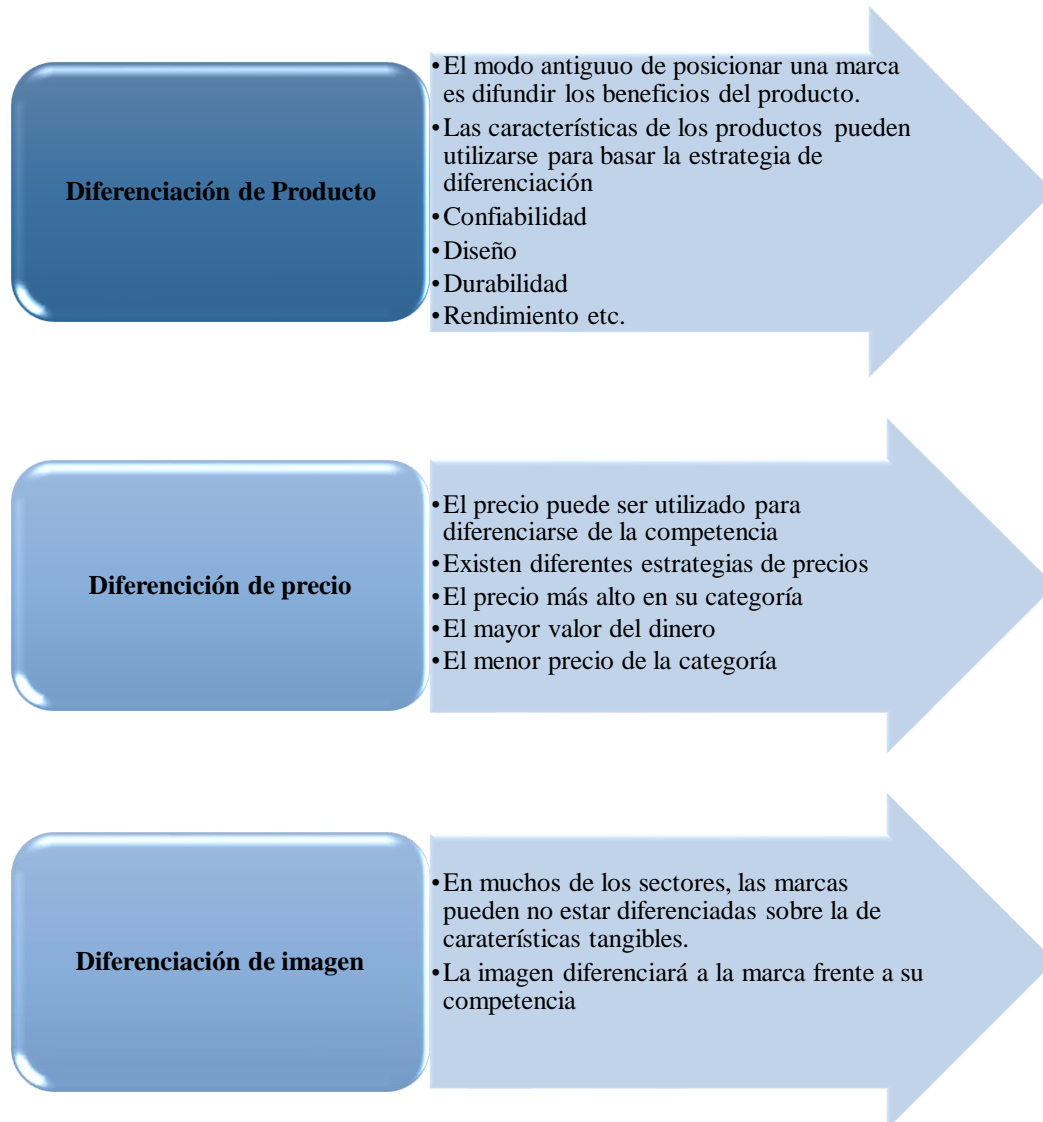 Diferenciación de Producto
•El modo antiguuo de posicionar una marca
es difundir los beneficios del producto.
•Las características de los productos pueden
utilizarse para basar la estrategia de
diferenciación
•Confiabilidad
•Diseño
•Durabilidad
•Rendimiento etc.
Diferencición de precio
•El precio puede ser utilizado para
diferenciarse de la competencia
•Existen diferentes estrategias de precios
•El precio más alto en su categoría
•El mayor valor del dinero
•El menor precio de la categoría
Diferenciación de imagen
•En muchos de los sectores, las marcas
pueden no estar diferenciadas sobre la de
caraterísticas tangibles.
•La imagen diferenciará a la marca frente a su
competencia